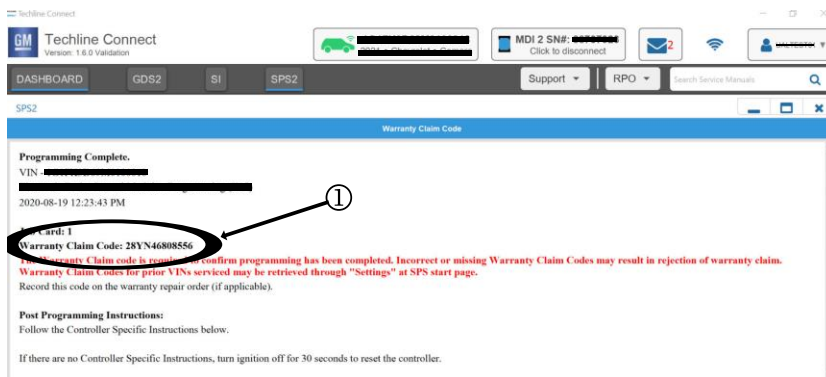 Techline Connect
GM
Techline Connect
Version: 1.6.0 Validation
MDI 2 SN#:
Click to disconnect
2
DASHBOARD GDS2 SI SPS2 Support RPO Search Service Manuals
SPS2
Warranty Claim Code
Programming Complete.
VIN -
2020-08-19 12:23:43 PM
①
Card: 1
Warranty Claim Code: 28YN46808556
The Warranty Claim code is required to confirm programming has been completed. Incorrect or missing Warranty Claim Codes may result in rejection of warranty claim.
Warranty Claim Codes for prior VINs serviced may be retrieved through "Settings" at SPS start page.
Record this code on the warranty repair order (if applicable).
Post Programming Instructions:
Follow the Controller Specific Instructions below.
If there are no Controller Specific Instructions, turn ignition off for 30 seconds to reset the controller.